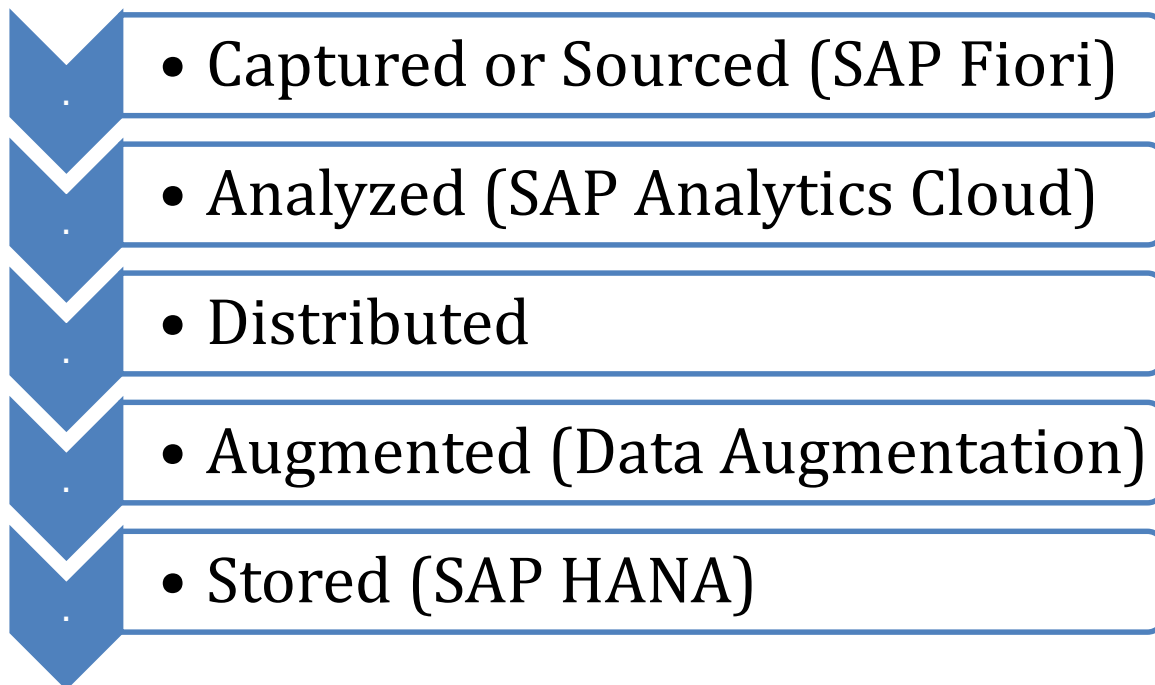 • Captured or Sourced (SAP Fiori)
• Analyzed (SAP Analytics Cloud)
• Distributed
• Augmented (Data Augmentation)
• Stored (SAP HANA)